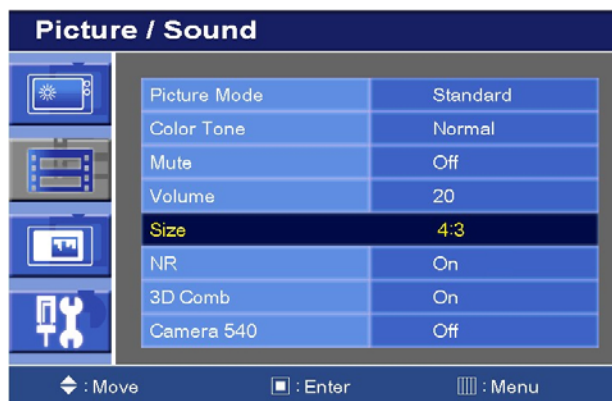 Picture / Sound
Picture Mode Standard
Color Tone Normal
Mute Off
Volume 20
Size 4:3
NR On
3D Comb On
Camera 540 Off
: Move : Enter : Menu